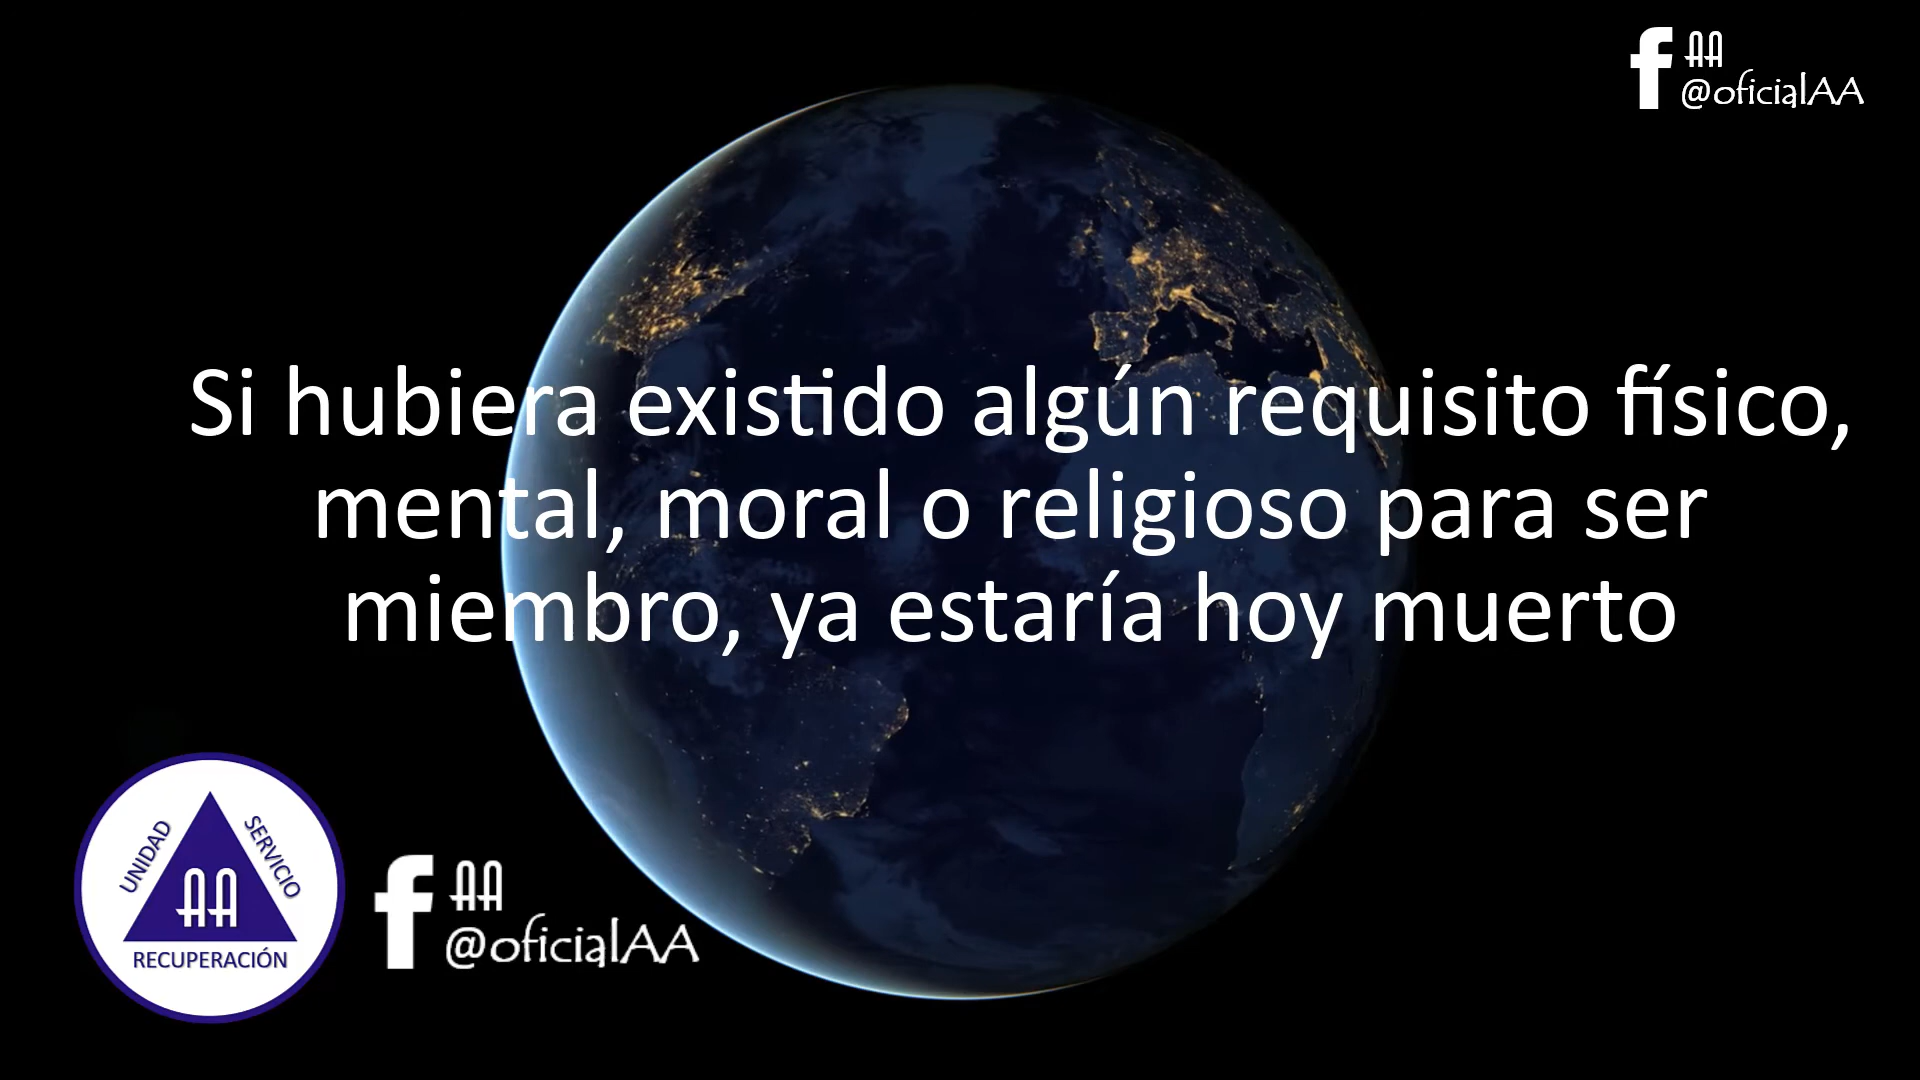 AA
@oficialAA
Si hubiera existido algún requisito físico,
mental, moral o religioso para ser
miembro, ya estaría hoy muerto
UNIDAD
SERVICIO
AA
RECUPERACIÓN
AA
@oficialAA